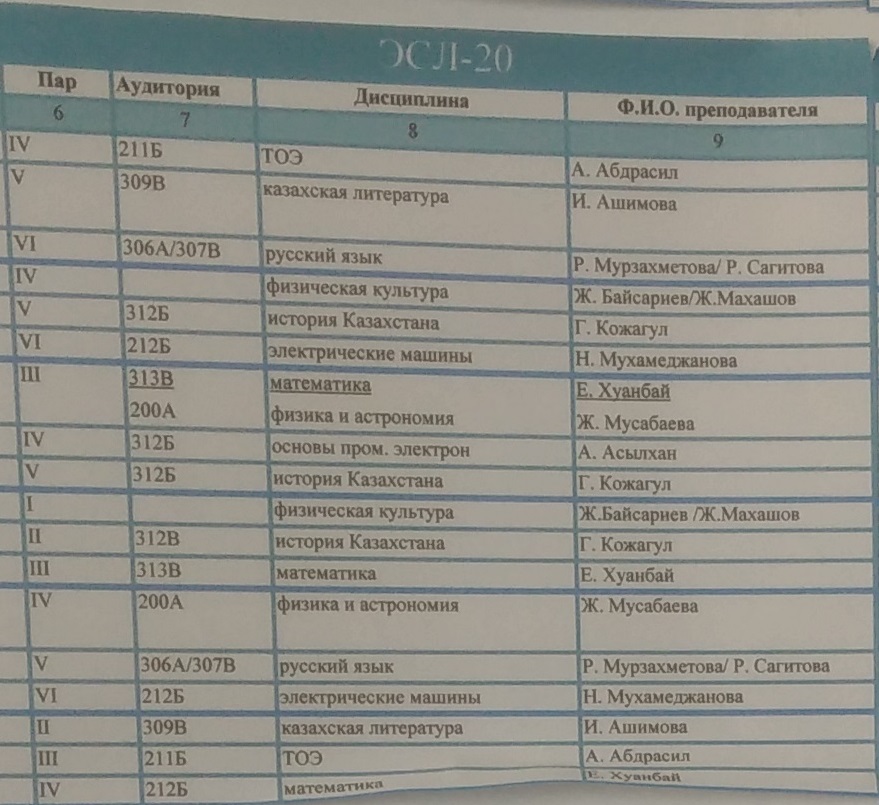 ЭСЛ-20
Пар Аудитория Дисциплина Ф.И.О. преподавателя
6 7 8 9
IV 211Б ТОЭ А. Абдрасил
V 309В казахская литература И. Ашимова
VI 306А/307В русский язык Р. Мурзахметова/ Р. Сагитова
IV физическая культура Ж. Байсариев/Ж.Махашов
V 312Б история Казахстана Г. Кожагул
VI 212Б электрические машины Н. Мухамеджанова
III 313В математика Е. Хуанбай
200А физика и астрономия Ж. Мусабаева
IV 312Б основы пром. электрон А. Асылхан
V 312Б история Казахстана Г. Кожагул
I физическая культура Ж.Байсариев /Ж.Махашов
II 312В история Казахстана Г. Кожагул
III 313В математика Е. Хуанбай
IV 200А физика и астрономия Ж. Мусабаева
V 306А/307В русский язык Р. Мурзахметова/ Р. Сагитова
VI 212Б электрические машины Н. Мухамеджанова
II 309В казахская литература И. Ашимова
III 211Б ТОЭ А. Абдрасил
IV 212Б математика Е. Хуанбай